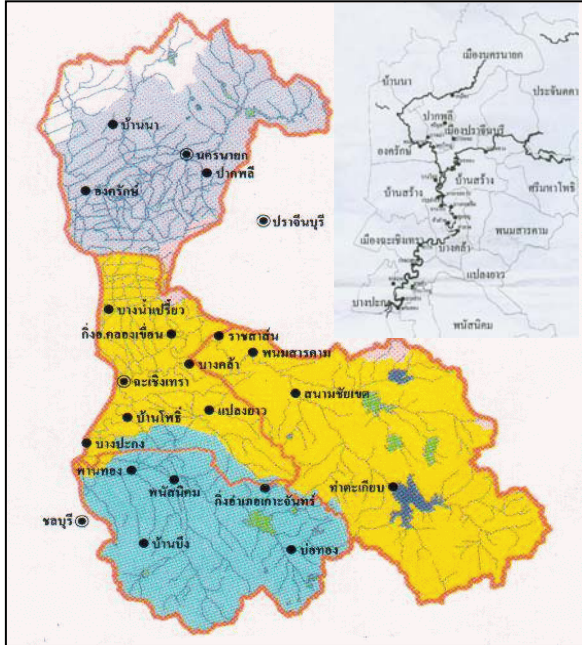 เมืองนครนายก
บ้านนา
ประจันตคาม
ปากพลี
เมืองปราจีนบุรี
องครักษ์
ศรีมหาโพธิ
บ้านสร้าง
บ้านสร้าง
พนมสารคาม
เมืองฉะเชิงเทรา
บางคล้า
แปลงยาว
บางปะกง
พนัสนิคม
บ้านนา
นครนายก
ปากพลี
องครักษ์
ปราจีนบุรี
บางน้ำเปรี้ยว
กิ่งอ.คลองเขื่อน
ราชสาส์น
พนมสารคาม
บางคล้า
ฉะเชิงเทรา
สนามชัยเขต
บ้านโพธิ์
แปลงยาว
บางปะกง
พานทอง
พนัสนิคม
กิ่งอำเภอเกาะจันทร์
ท่าตะเกียบ
ชลบุรี
บ้านบึง
บ่อทอง